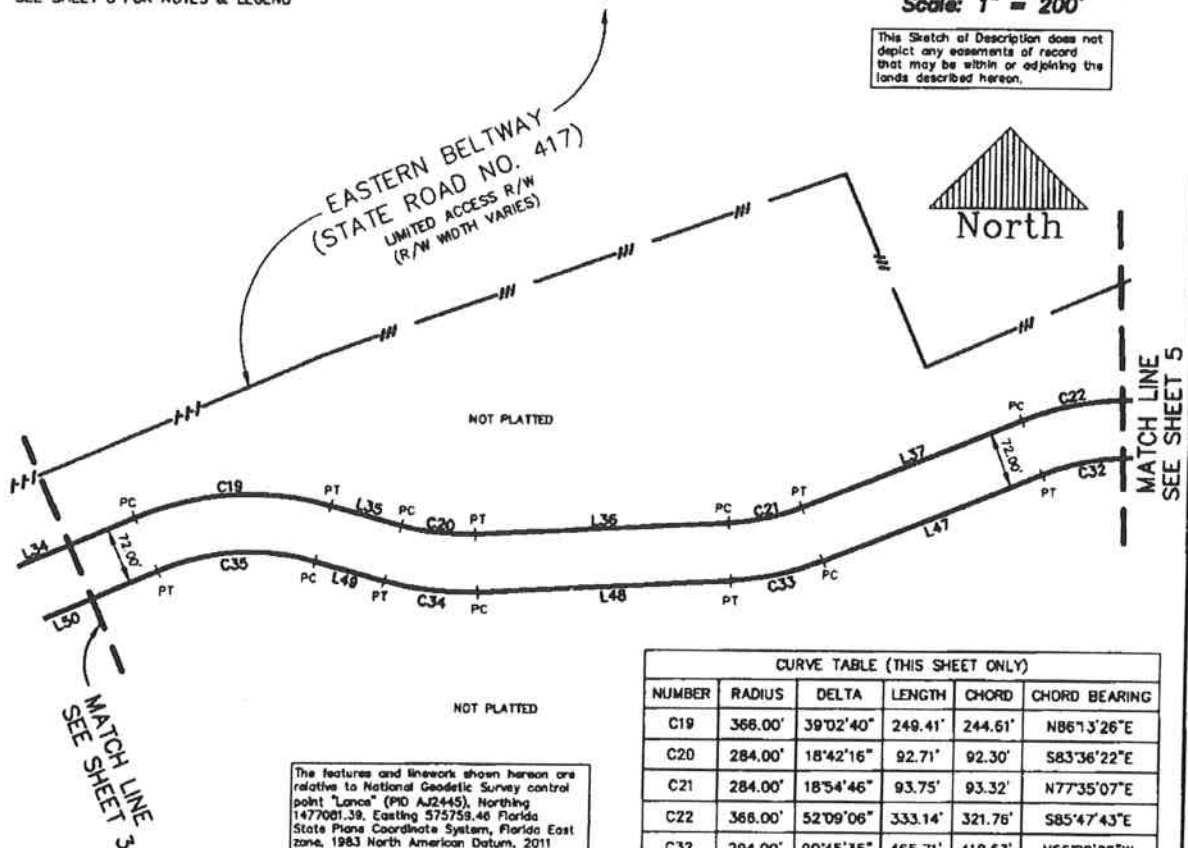 SEE SHEET 6 FOR NOTES & LEGEND
Scale: 1" = 200'
This Sketch of Description does not
depict any easements of record
that may be within or adjoining the
lands described hereon.
EASTERN BELTWAY
(STATE ROAD NO. 417)
LIMITED ACCESS R/W
(R/W WIDTH VARIES)
North
MATCH LINE
SEE SHEET 5
NOT PLATTED
C22
PC
L37
72.00'
C32
PT
C19
PT
L35
PC
C20
PT
L36
PC
C21
PT
L47
PC
L34
72.00'
C35
PT
PC
L49
PT
C34
PC
L48
PT
C33
PC
L50
MATCH LINE
SEE SHEET 3
NOT PLATTED
The features and linework shown hereon are
relative to National Geodetic Survey control
point "Lance" (PID AJ2445), Northing
1477081.39, Easting 575759.46 Florida
State Plane Coordinate System, Florida East
zone, 1983 North American Datum, 2011
CURVE TABLE (THIS SHEET ONLY)
NUMBER RADIUS DELTA LENGTH CHORD CHORD BEARING
C19 366.00' 39°02'40" 249.41' 244.61' N86°13'26"E
C20 284.00' 18°42'16" 92.71' 92.30' S83°36'22"E
C21 284.00' 18°54'46" 93.75' 93.32' N77°35'07"E
C22 366.00' 52°09'06" 333.14' 321.76' S85°47'43"E
C32 294.00'